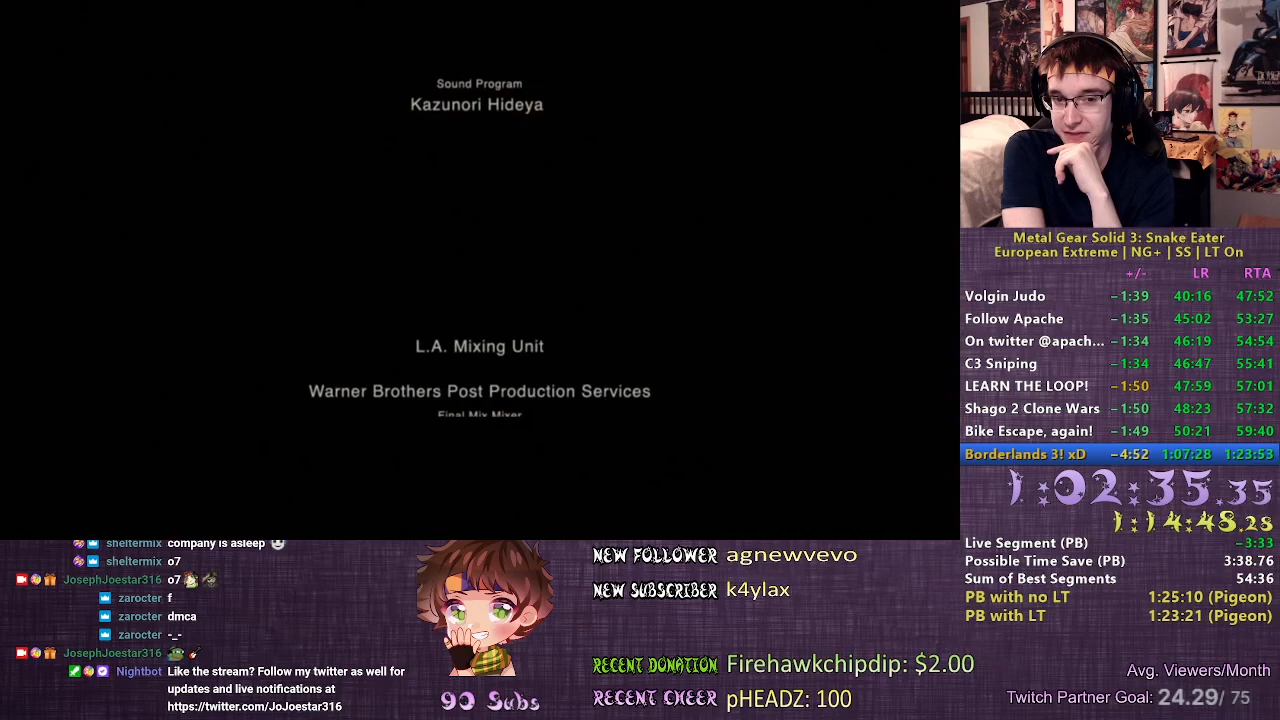 Sound Program
Kazunori Hideya
L.A. Mixing Unit
Warner Brothers Post Production Services
Final Mix Mixer
Metal Gear Solid 3: Snake Eater
European Extreme | NG+ | SS | LT On
+/- LR RTA
Volgin Judo -1:39 40:16 47:52
Follow Apache -1:35 45:02 53:27
On twitter @apach... -1:34 46:19 54:54
C3 Sniping -1:34 46:47 55:41
LEARN THE LOOP! -1:50 47:59 57:01
Shago 2 Clone Wars -1:50 48:23 57:32
Bike Escape, again! -1:49 50:21 59:40
Borderlands 3! xD -4:52 1:07:28 1:23:53
1:02:35.35
1:14:48.28
Live Segment (PB) -3:33
Possible Time Save (PB) 3:38.76
Sum of Best Segments 54:36
PB with no LT 1:25:10 (Pigeon)
PB with LT 1:23:21 (Pigeon)
Avg. Viewers/Month
Twitch Partner Goal: 24.29 / 75
sheltermix company is asleep
sheltermix o7
JosephJoestar316 o7
zarocter f
zarocter dmca
zarocter -_-
JosephJoestar316
Nightbot Like the stream? Follow my twitter as well for
updates and live notifications at
https://twitter.com/JoJoestar316
90 Subs
NEW FOLLOWER agnewvevo
NEW SUBSCRIBER k4ylax
RECENT DONATION Firehawkchipdip: $2.00
RECENT CHEER pHEADZ: 100